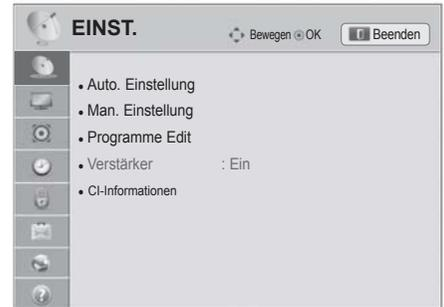 EINST.
Bewegen OK
Beenden
• Auto. Einstellung
• Man. Einstellung
• Programme Edit
• Verstärker : Ein
• CI-Informationen